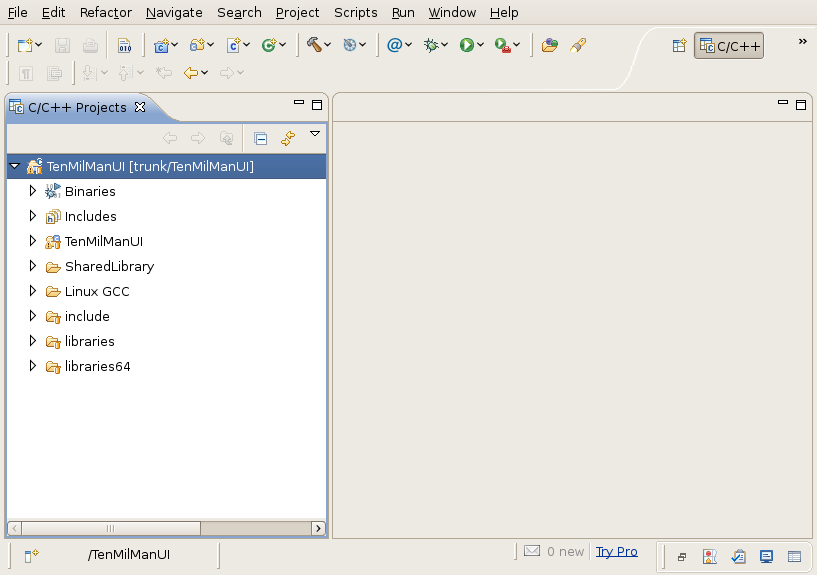 File Edit Refactor Navigate Search Project Scripts Run Window Help
C/C++
C/C++ Projects
TenMilManUI [trunk/TenMilManUI]
Binaries
Includes
TenMilManUI
SharedLibrary
Linux GCC
include
libraries
libraries64
/TenMilManUI
0 new Try Pro